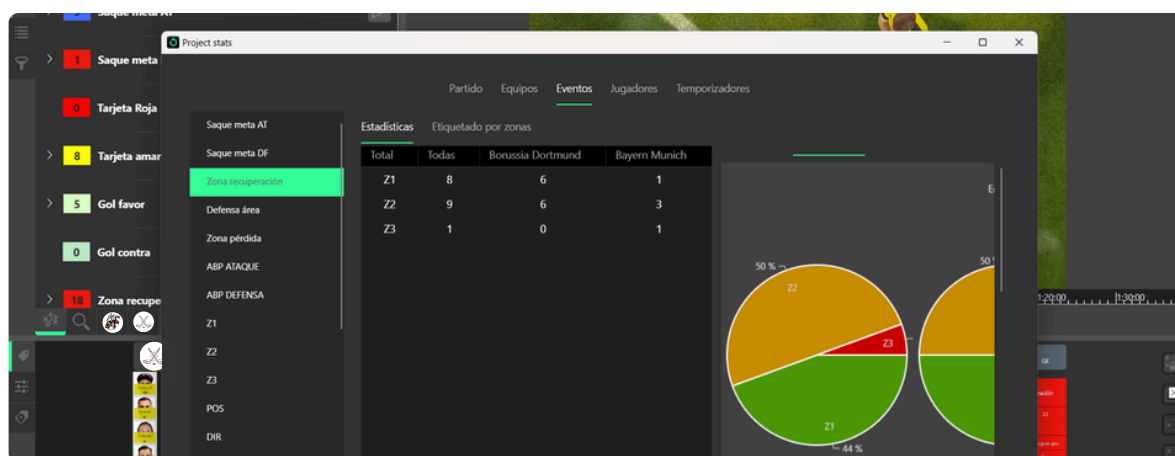 Saque meta AT
1 Saque meta
0 Tarjeta Roja
8 Tarjeta amar
5 Gol favor
0 Gol contra
18 Zona recupe
Project stats
Partido Equipos Eventos Jugadores Temporizadores
Saque meta AT
Saque meta DF
Zona recuperación
Defensa área
Zona pérdida
ABP ATAQUE
ABP DEFENSA
Z1
Z2
Z3
POS
DIR
Estadísticas Etiquetado por zonas
Total Todas Borussia Dortmund Bayern Munich
Z1 8 6 1
Z2 9 6 3
Z3 1 0 1
E
50 %
Z2
Z3
Z1
44 %
50
1:20:00 1:30:00